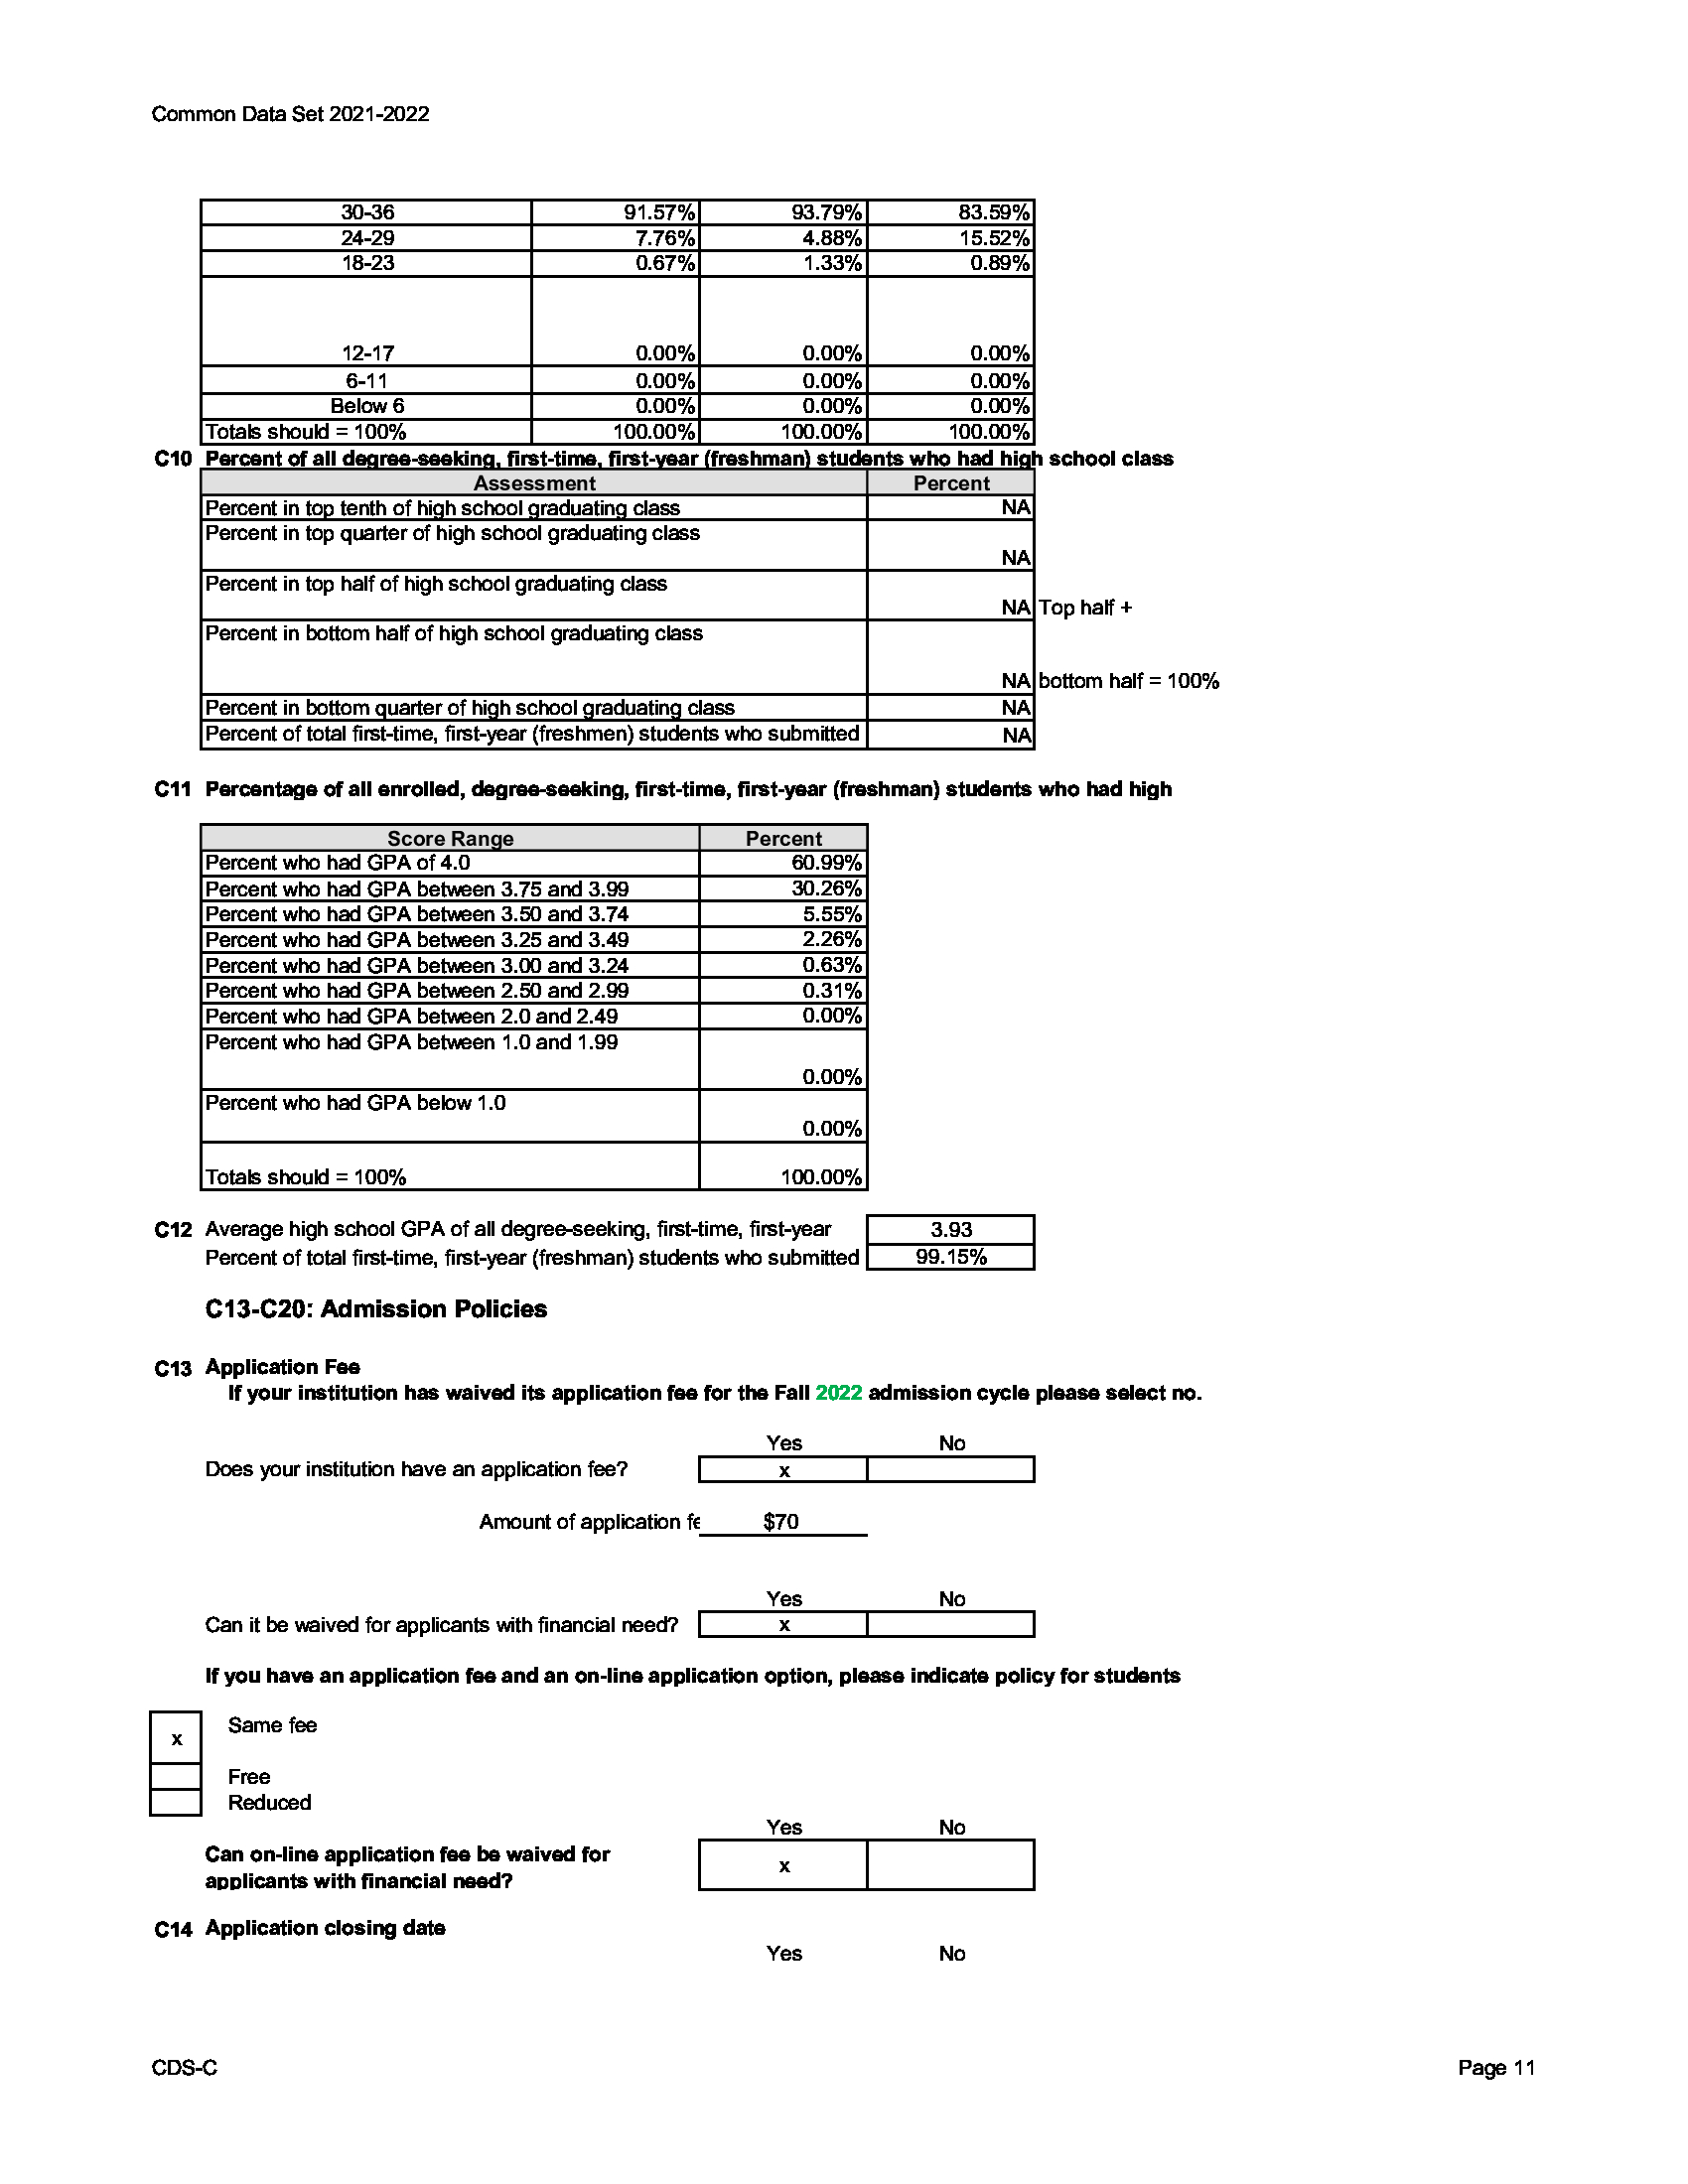 Common Data Set 2021-2022
30-36 91.57% 93.79% 83.59%
24-29 7.76% 4.88% 15.52%
18-23 0.67% 1.33% 0.89%
12-17 0.00% 0.00% 0.00%
6-11 0.00% 0.00% 0.00%
Below 6 0.00% 0.00% 0.00%
Totals should = 100% 100.00% 100.00% 100.00%
C10 Percent of all degree-seeking, first-time, first-year (freshman) students who had high school class
Assessment Percent
Percent in top tenth of high school graduating class NA
Percent in top quarter of high school graduating class
NA
Percent in top half of high school graduating class
NA Top half +
Percent in bottom half of high school graduating class
NA bottom half = 100%
Percent in bottom quarter of high school graduating class NA
Percent of total first-time, first-year (freshmen) students who submitted NA
C11 Percentage of all enrolled, degree-seeking, first-time, first-year (freshman) students who had high
Score Range Percent
Percent who had GPA of 4.0 60.99%
Percent who had GPA between 3.75 and 3.99 30.26%
Percent who had GPA between 3.50 and 3.74 5.55%
Percent who had GPA between 3.25 and 3.49 2.26%
Percent who had GPA between 3.00 and 3.24 0.63%
Percent who had GPA between 2.50 and 2.99 0.31%
Percent who had GPA between 2.0 and 2.49 0.00%
Percent who had GPA between 1.0 and 1.99
0.00%
Percent who had GPA below 1.0
0.00%
Totals should = 100% 100.00%
C12 Average high school GPA of all degree-seeking, first-time, first-year 3.93
Percent of total first-time, first-year (freshman) students who submitted 99.15%
C13-C20: Admission Policies
C13 Application Fee
If your institution has waived its application fee for the Fall 2022 admission cycle please select no.
Yes No
Does your institution have an application fee? x
Amount of application fe $70
Yes No
Can it be waived for applicants with financial need? x
If you have an application fee and an on-line application option, please indicate policy for students
x Same fee
Free
Reduced
Yes No
Can on-line application fee be waived for
applicants with financial need? x
C14 Application closing date
Yes No
CDS-C Page 11